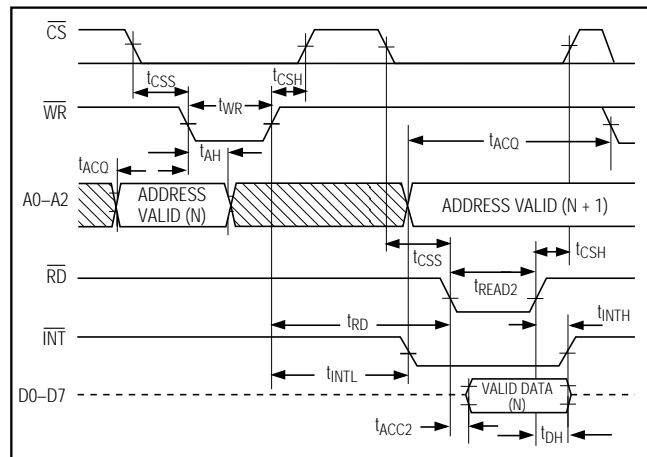 CS
tCSS
tWR
tCSH
WR
tACQ
tAH
tACQ
A0–A2
ADDRESS
VALID (N)
ADDRESS VALID (N + 1)
tCSS
tCSH
RD
tREAD2
tRD
tINTH
INT
tINTL
D0–D7
VALID DATA
(N)
tACC2
tDH